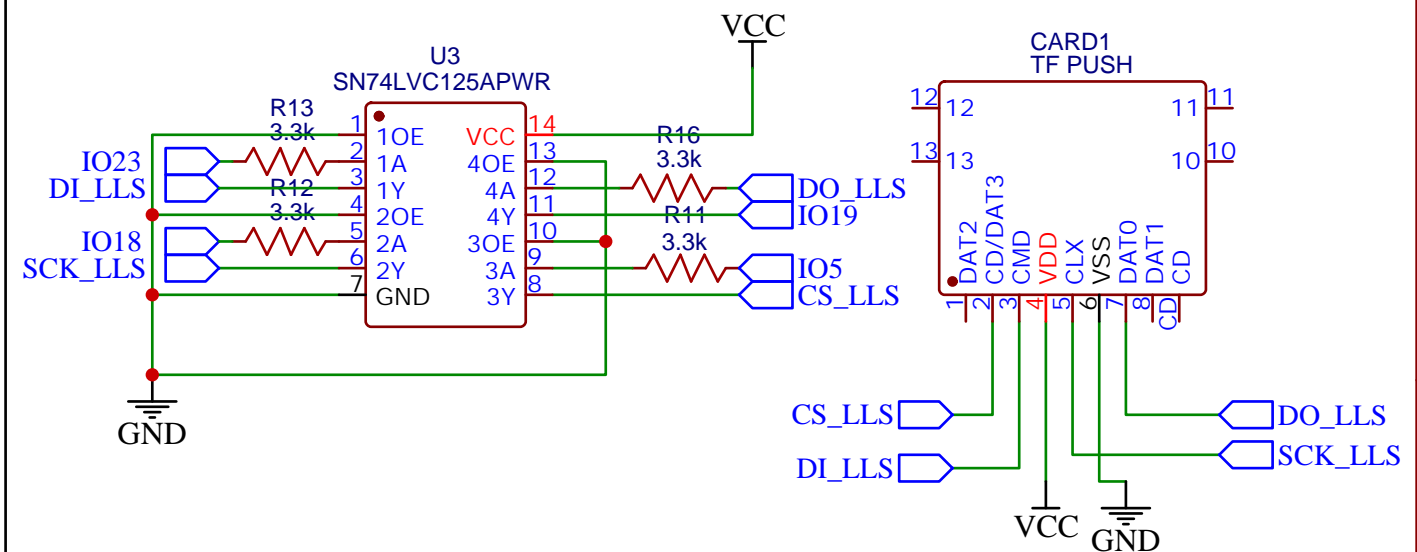 VCC
U3
SN74LVC125APWR
R13
3.3k
IO23
DI_LLS
R12
3.3k
IO18
SCK_LLS
1
2
3
4
5
6
7
1OE
1A
1Y
2OE
2A
2Y
GND
VCC
4OE
4A
4Y
3OE
3A
3Y
14
13
12
11
10
9
8
R16
3.3k
DO_LLS
IO19
R11
3.3k
IO5
CS_LLS
GND
CARD1
TF PUSH
12
12
11
11
13
13
10
10
DAT2
CD/DAT3
CMD
VDD
CLX
VSS
DAT0
DAT1
CD
1
2
3
4
5
6
7
8
CD
CS_LLS
DI_LLS
VCC
GND
DO_LLS
SCK_LLS